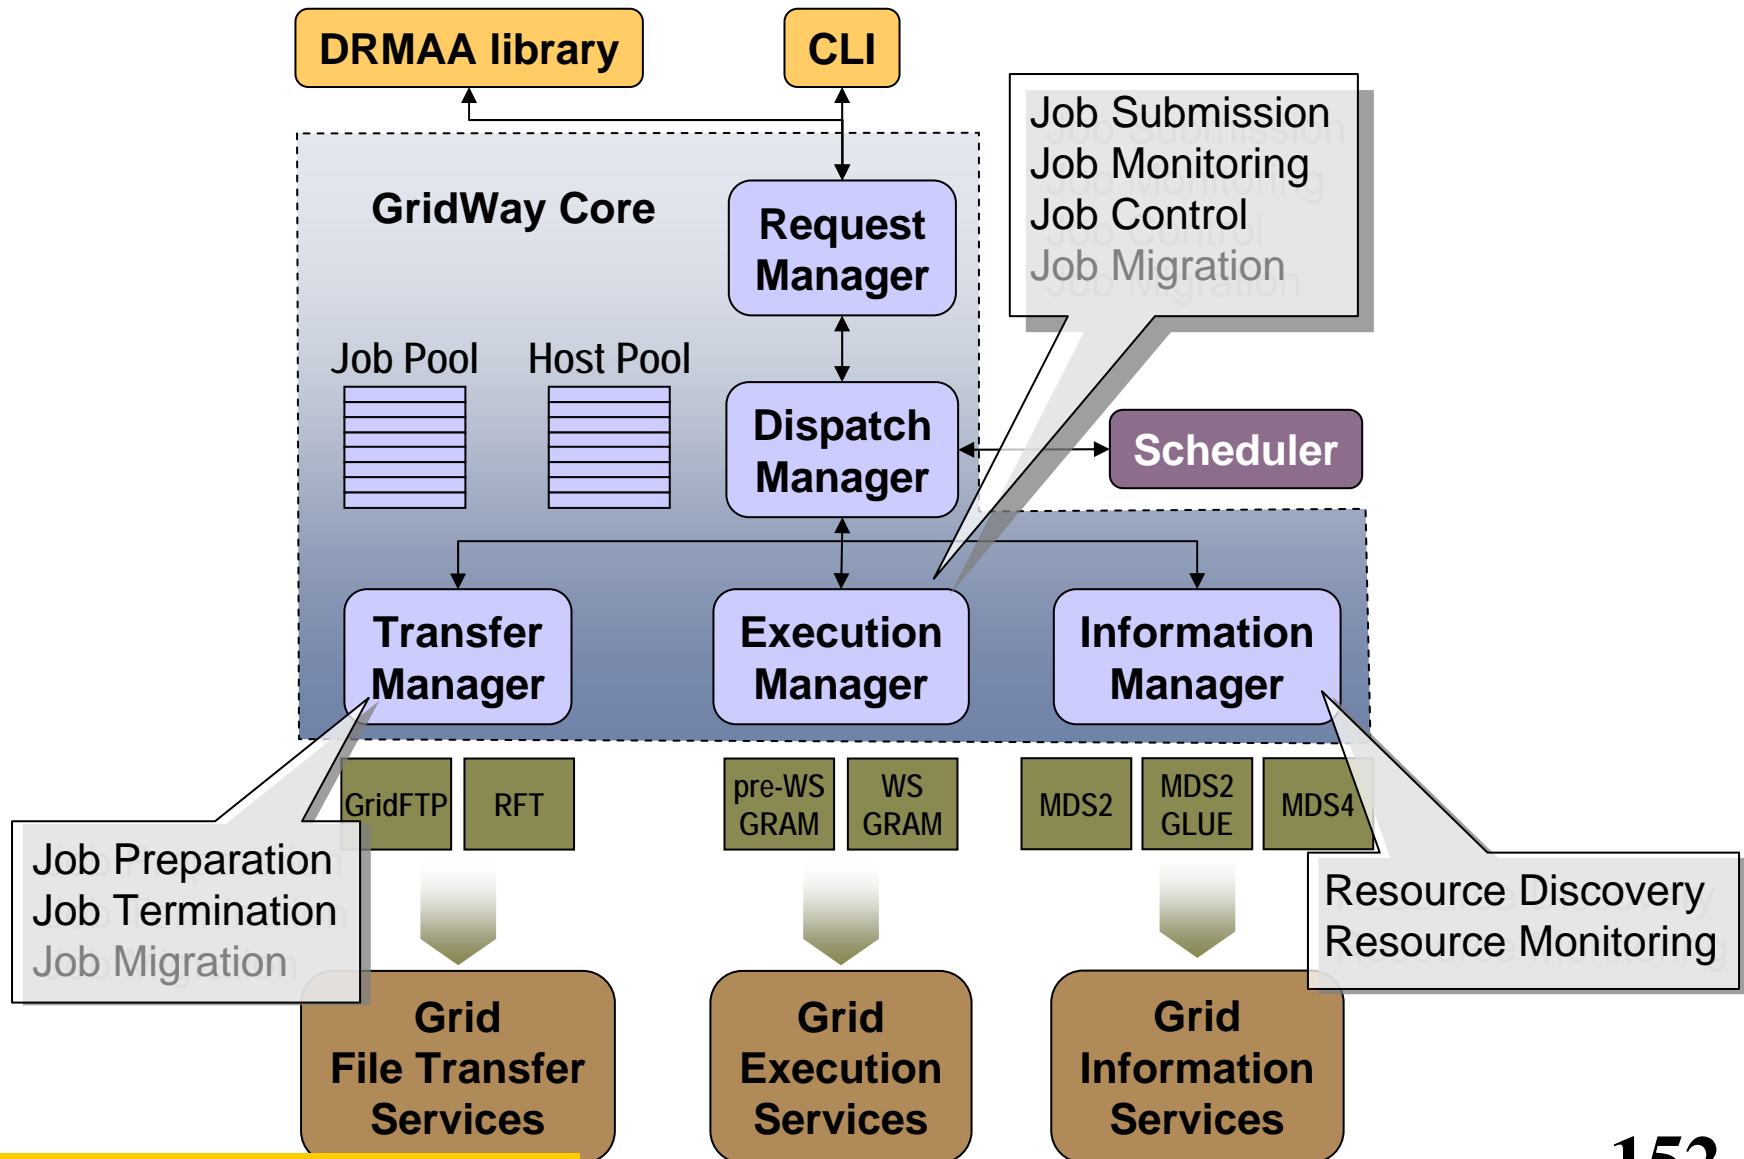 DRMAA library
CLI
Job Submission
Job Monitoring
Job Control
Job Migration
GridWay Core
Request
Manager
Job Pool
Host Pool
Dispatch
Manager
Scheduler
Transfer
Manager
Execution
Manager
Information
Manager
GridFTP
RFT
pre-WS
GRAM
WS
GRAM
MDS2
MDS2
GLUE
MDS4
Job Preparation
Job Termination
Job Migration
Resource Discovery
Resource Monitoring
Grid
File Transfer
Services
Grid
Execution
Services
Grid
Information
Services
152